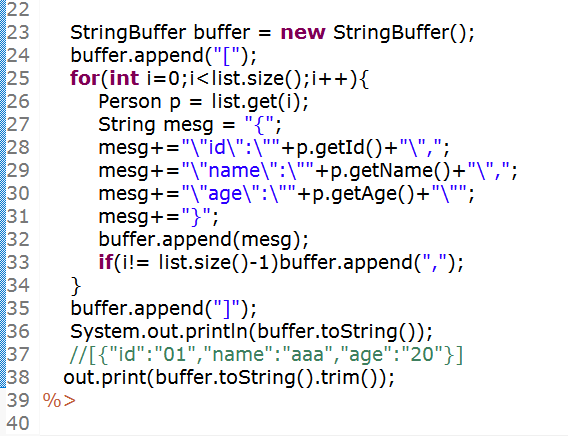 22
23 StringBuffer buffer = new StringBuffer();
24 buffer.append("[");
25 for(int i=0;i<list.size();i++){
26 Person p = list.get(i);
27 String mesg = "{";
28 mesg+="\"id\":\""+p.getId()+"\",";
29 mesg+="\"name\":\""+p.getName()+"\",";
30 mesg+="\"age\":\""+p.getAge()+"\"";
31 mesg+="}";
32 buffer.append(mesg);
33 if(i!= list.size()-1)buffer.append(",");
34 }
35 buffer.append("]");
36 System.out.println(buffer.toString());
37 //[{"id":"01","name":"aaa","age":"20"}]
38 out.print(buffer.toString().trim());
39 %>
40